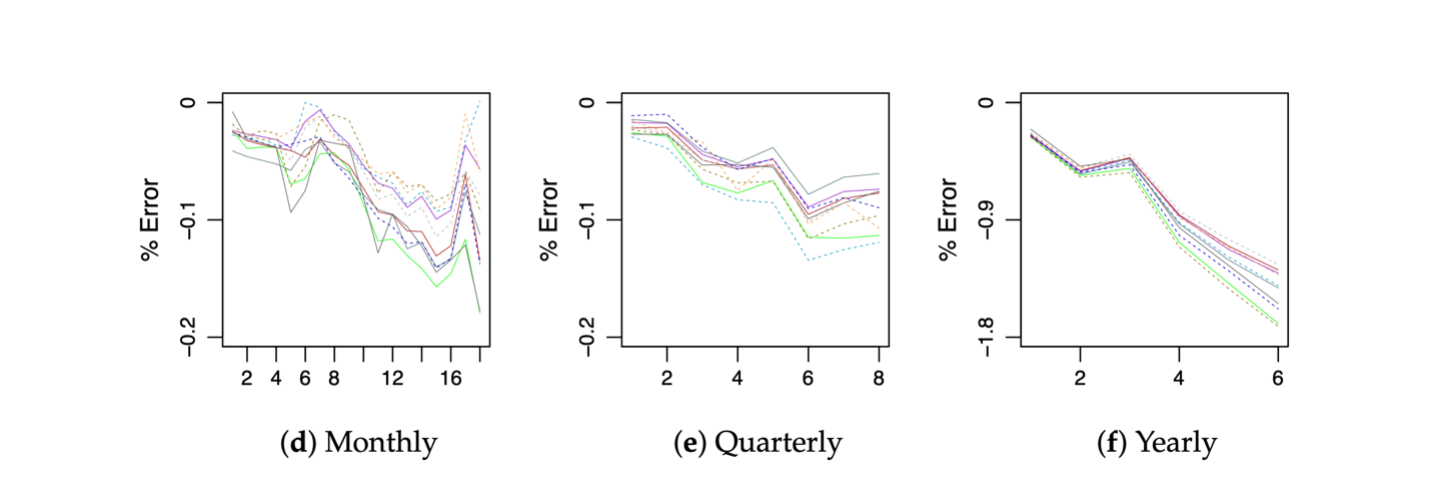 0
−0.1
−0.2
% Error
2 4 6 8 12 16
(d) Monthly
0
−0.1
−0.2
% Error
2 4 6 8
(e) Quarterly
0
−0.9
−1.8
% Error
2 4 6
(f) Yearly